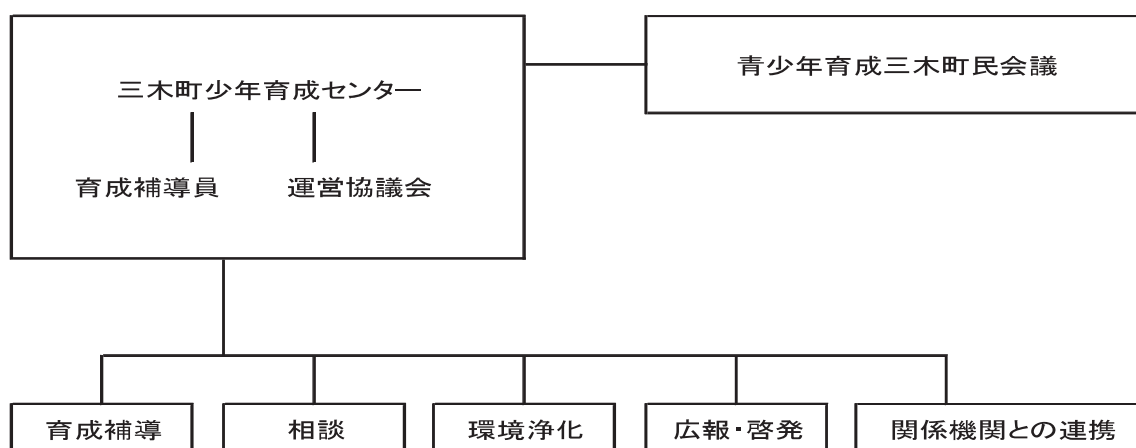 三木町少年育成センター
青少年育成三木町民会議
育成補導員 運営協議会
育成補導 相談 環境浄化 広報・啓発 関係機関との連携